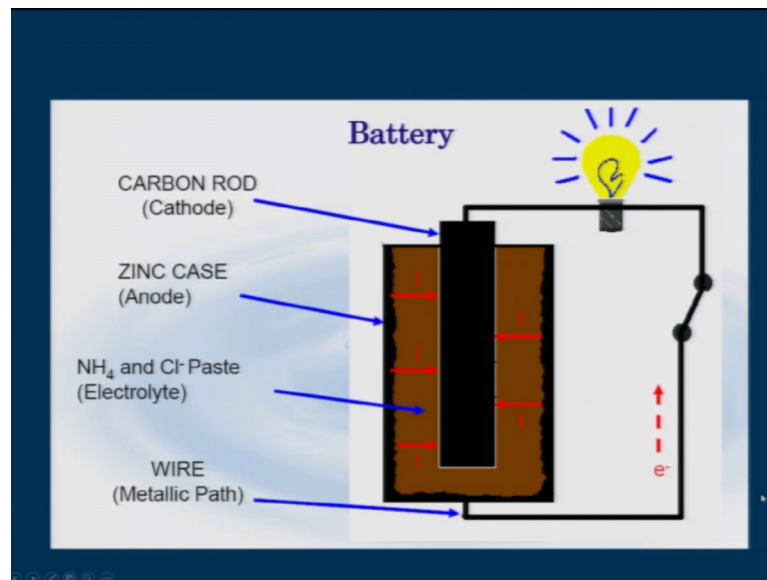 Battery
CARBON ROD
(Cathode)
ZINC CASE
(Anode)
NH₄ and Cl⁻ Paste
(Electrolyte)
WIRE
(Metallic Path)
I
I
I
I
I
e⁻